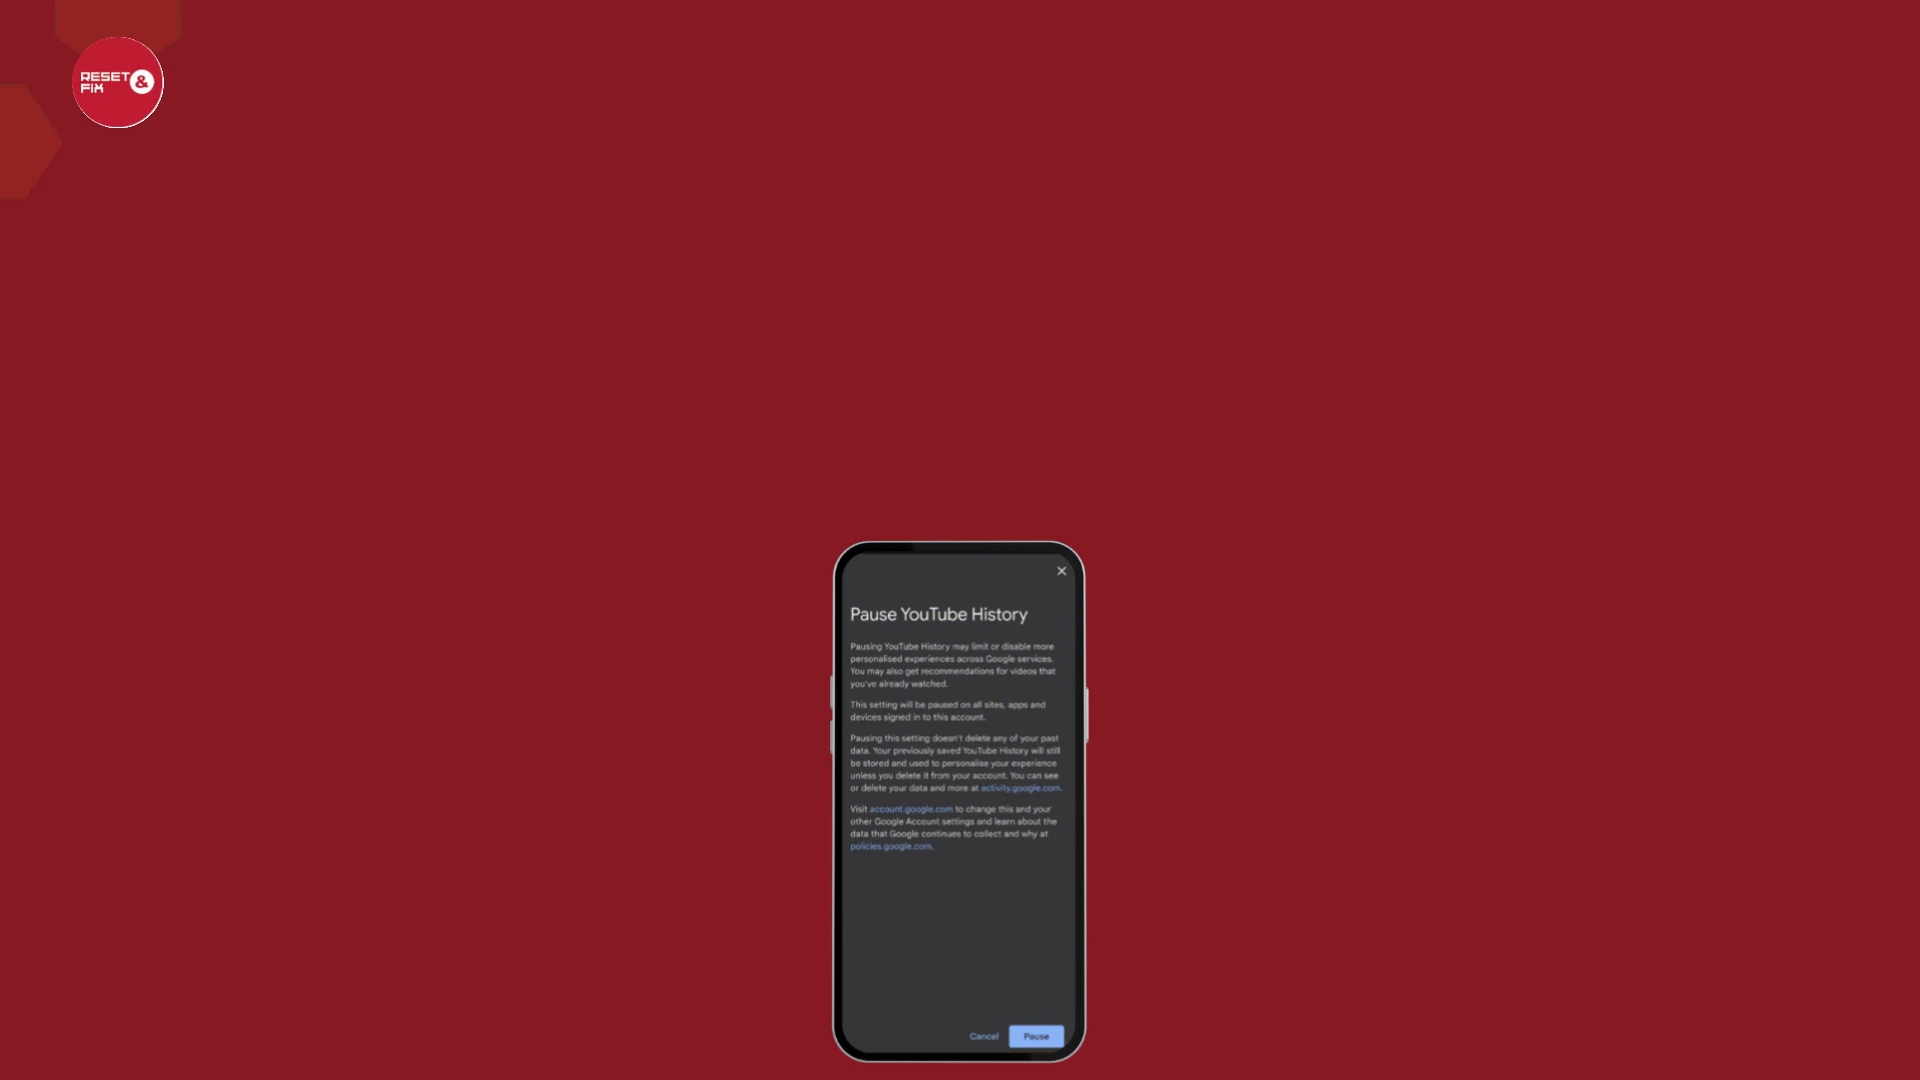 RESET
FIX &
Pause YouTube History
Pausing YouTube History may limit or disable more
personalised experiences across Google services.
You may also get recommendations for videos that
you've already watched.
This setting will be paused on all sites, apps and
devices signed in to this account.
Pausing this setting doesn't delete any of your past
data. Your previously saved YouTube History will still
be stored and used to personalise your experience
unless you delete it from your account. You can see
or delete your data and more at activity.google.com.
Visit account.google.com to change this and your
other Google Account settings and learn about the
data that Google continues to collect and why at
policies.google.com.
Cancel Pause